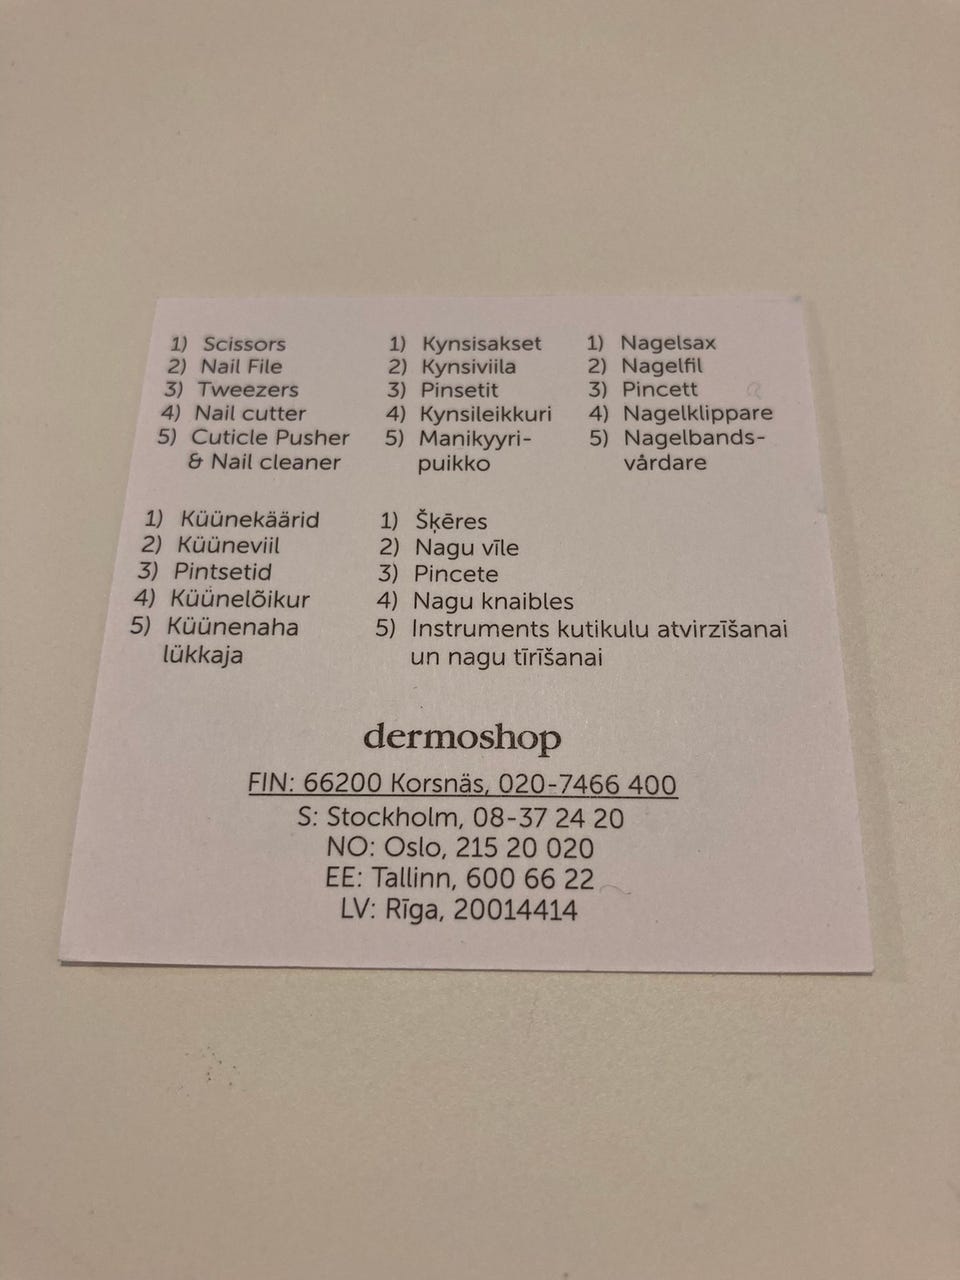 1) Scissors
2) Nail File
3) Tweezers
4) Nail cutter
5) Cuticle Pusher
& Nail cleaner
1) Kynsisakset
2) Kynsiviila
3) Pinsetit
4) Kynsileikkuri
5) Manikyyri-
puikko
1) Nagelsax
2) Nagelfil
3) Pincett
4) Nagelklippare
5) Nagelbands-
vårdare
1) Küünekäärid
2) Küüneviil
3) Pintsetid
4) Küünelõikur
5) Küünenaha
lükkaja
1) Šķēres
2) Nagu vīle
3) Pincete
4) Nagu knaibles
5) Instruments kutikulu atvirzīšanai
un nagu tīrīšanai
dermoshop
FIN: 66200 Korsnäs, 020-7466 400
S: Stockholm, 08-37 24 20
NO: Oslo, 215 20 020
EE: Tallinn, 600 66 22
LV: Rīga, 20014414